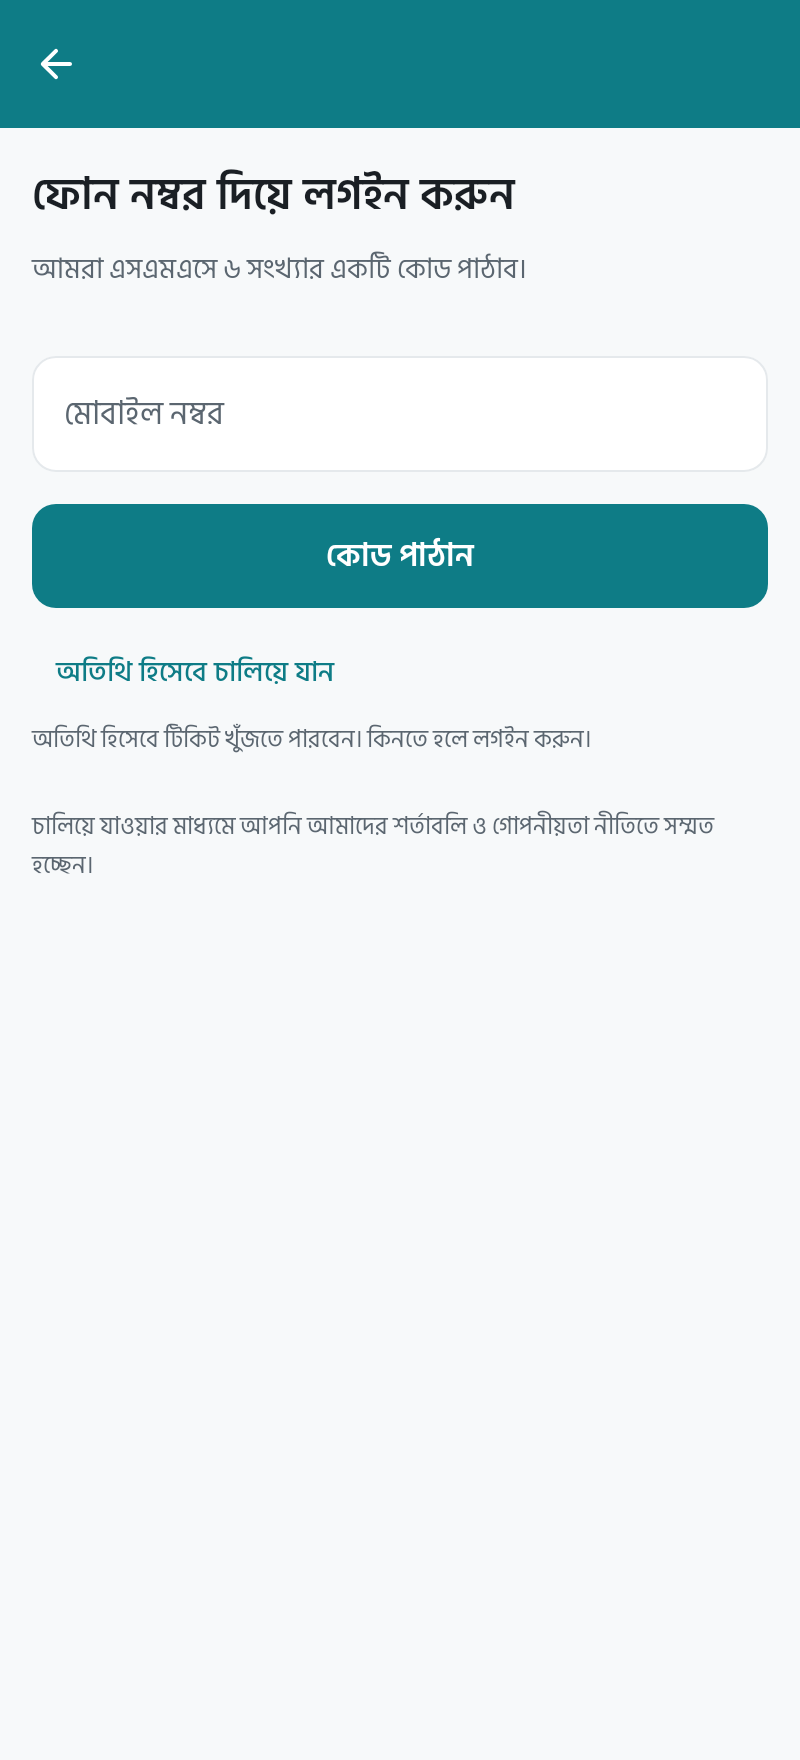 ফোন নম্বর দিয়ে লগইন করুন
আমরা এসএমএসে ৬ সংখ্যার একটি কোড পাঠাব।
মোবাইল নম্বর
কোড পাঠান
অতিথি হিসেবে চালিয়ে যান
অতিথি হিসেবে টিকিট খুঁজতে পারবেন। কিনতে হলে লগইন করুন।
চালিয়ে যাওয়ার মাধ্যমে আপনি আমাদের শর্তাবলি ও গোপনীয়তা নীতিতে সম্মত
হচ্ছেন।